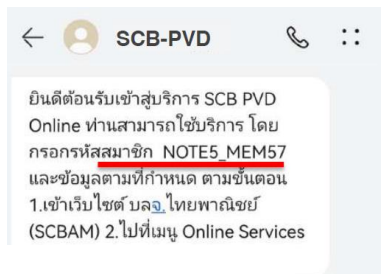 SCB-PVD
ยินดีต้อนรับเข้าสู่บริการ SCB PVD
Online ท่านสามารถใช้บริการ โดย
กรอกรหัสสมาชิก NOTE5_MEM57
และข้อมูลตามที่กำหนด ตามขั้นตอน
1.เข้าเว็บไซต์ บลจ.ไทยพาณิชย์
(SCBAM) 2.ไปที่เมนู Online Services